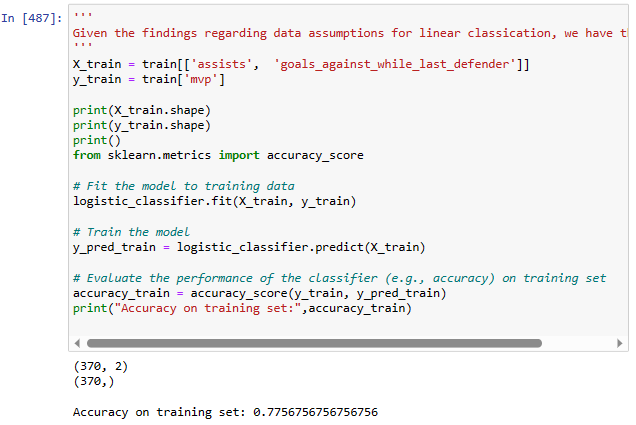 In [487]:
'''
Given the findings regarding data assumptions for linear classication, we have
'''
X_train = train[['assists',  'goals_against_while_last_defender']]
y_train = train['mvp']

print(X_train.shape)
print(y_train.shape)
print()
from sklearn.metrics import accuracy_score

# Fit the model to training data
logistic_classifier.fit(X_train, y_train)

# Train the model
y_pred_train = logistic_classifier.predict(X_train)

# Evaluate the performance of the classifier (e.g., accuracy) on training set
accuracy_train = accuracy_score(y_train, y_pred_train)
print("Accuracy on training set:",accuracy_train)

(370, 2)
(370,)

Accuracy on training set: 0.7756756756756756